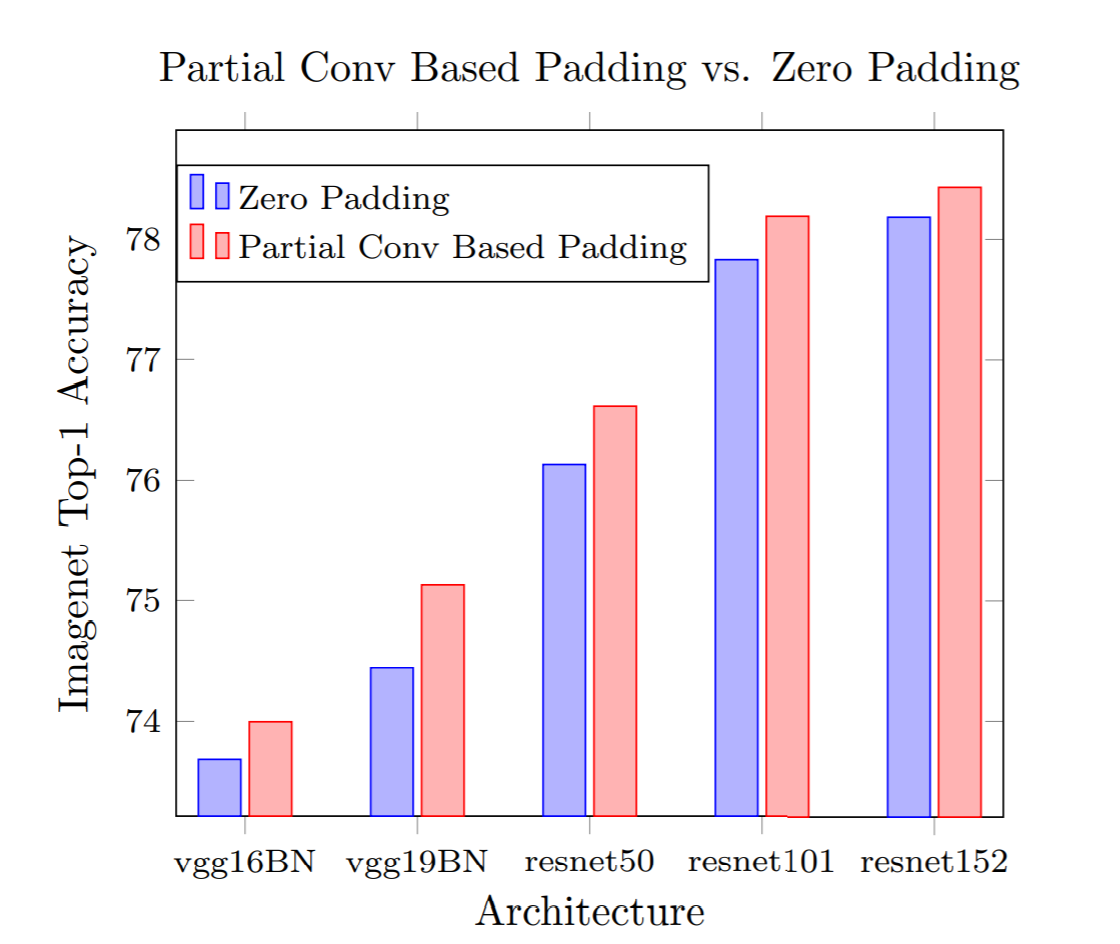 Partial Conv Based Padding vs. Zero Padding
Zero Padding
Partial Conv Based Padding
Imagenet Top-1 Accuracy
78
77
76
75
74
vgg16BN vgg19BN resnet50 resnet101 resnet152
Architecture